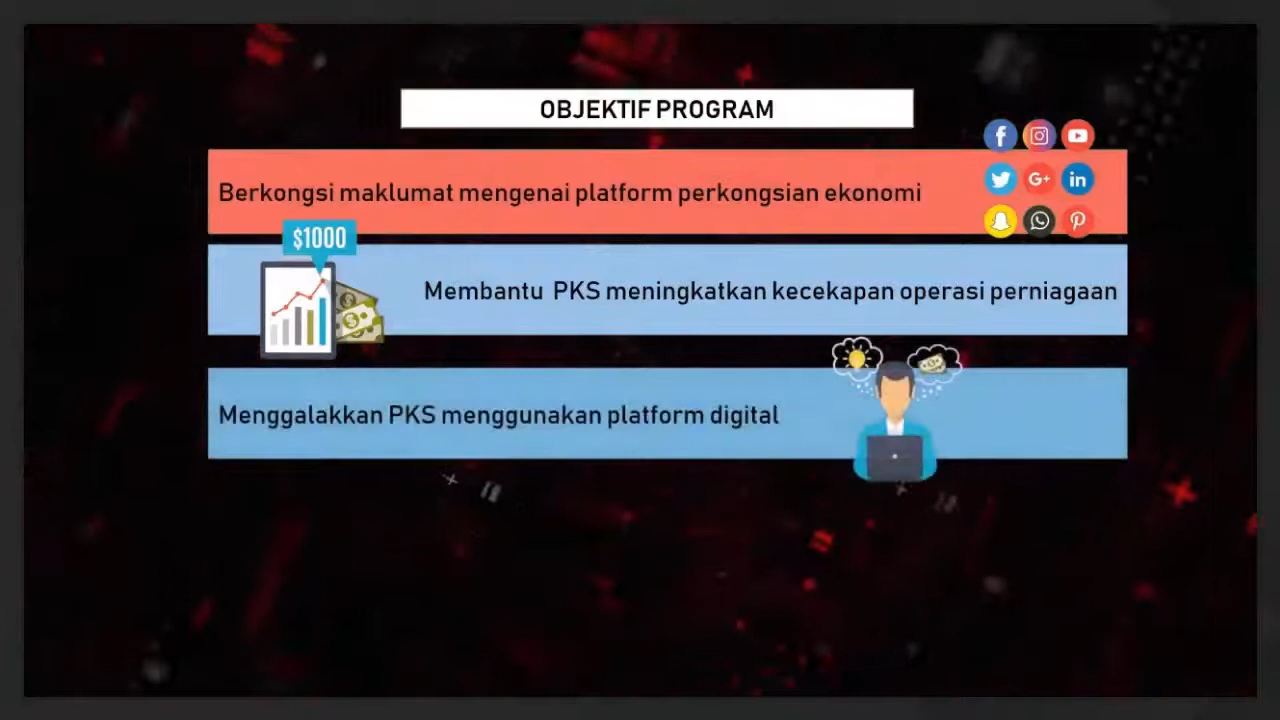 OBJEKTIF PROGRAM
Berkongsi maklumat mengenai platform perkongsian ekonomi
$1000
Membantu PKS meningkatkan kecekapan operasi perniagaan
Menggalakkan PKS menggunakan platform digital